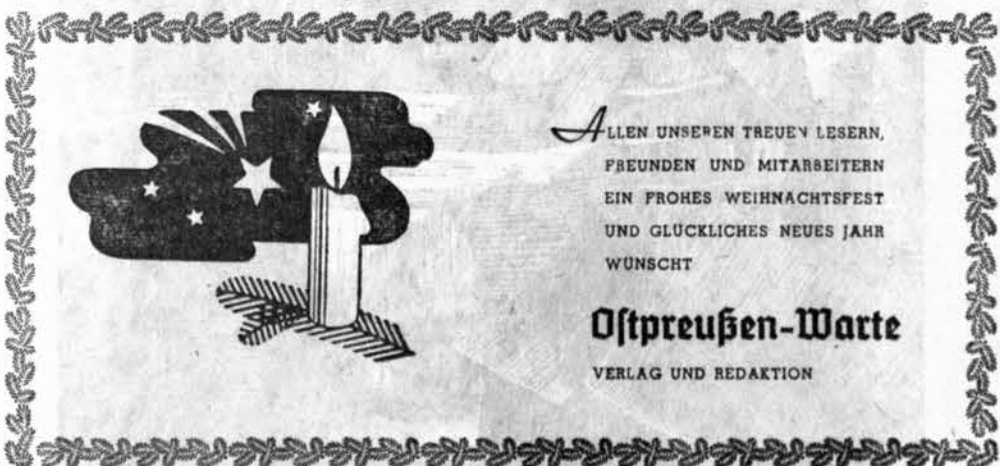 ALLEN UNSEREN TREUEN LESERN,
FREUNDEN UND MITARBEITERN
EIN FROHES WEIHNACHTSFEST
UND GLÜCKLICHES NEUES JAHR
WÜNSCHT
Oſtpreußen-Warte
VERLAG UND REDAKTION